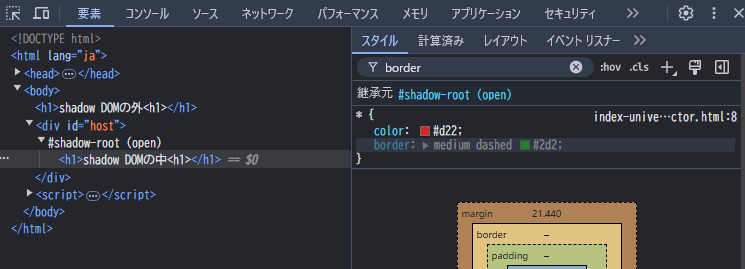 要素 コンソール ソース ネットワーク パフォーマンス メモリ アプリケーション セキュリティ >>
<!DOCTYPE html>
<html lang="ja">
<head>…</head>
<body>
<h1>shadow DOMの外<h1></h1>
<div id="host">
#shadow-root (open)
<h1>shadow DOMの中<h1></h1> == $0
</div>
<script>…</script>
</body>
</html>
スタイル 計算済み レイアウト イベント リスナー >>
border :hov .cls
継承元 #shadow-root (open)
* { index-unive…ctor.html:8
color: #d22;
border: medium dashed #2d2;
}
margin 21.440
border –
padding –